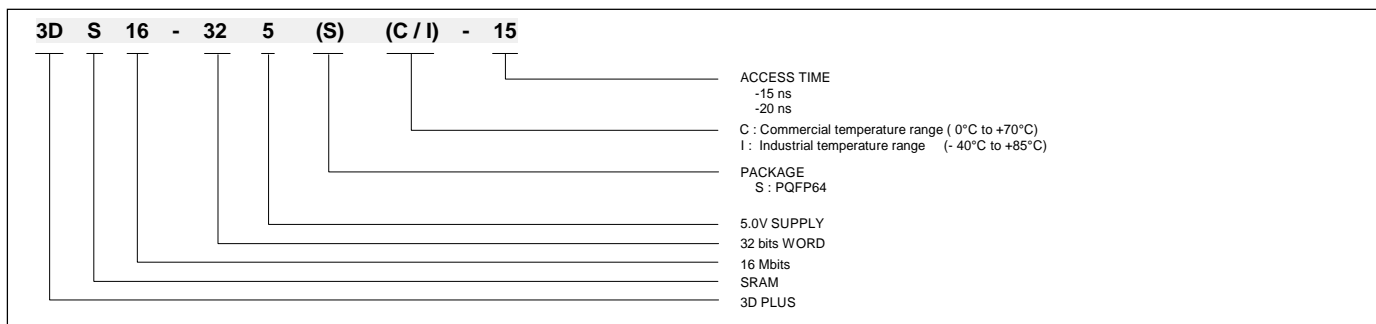 3D S 16 - 32 5 (S) (C / I) - 15
ACCESS TIME
-15 ns
-20 ns
C : Commercial temperature range ( 0°C to +70°C)
I : Industrial temperature range (- 40°C to +85°C)
PACKAGE
S : PQFP64
5.0V SUPPLY
32 bits WORD
16 Mbits
SRAM
3D PLUS